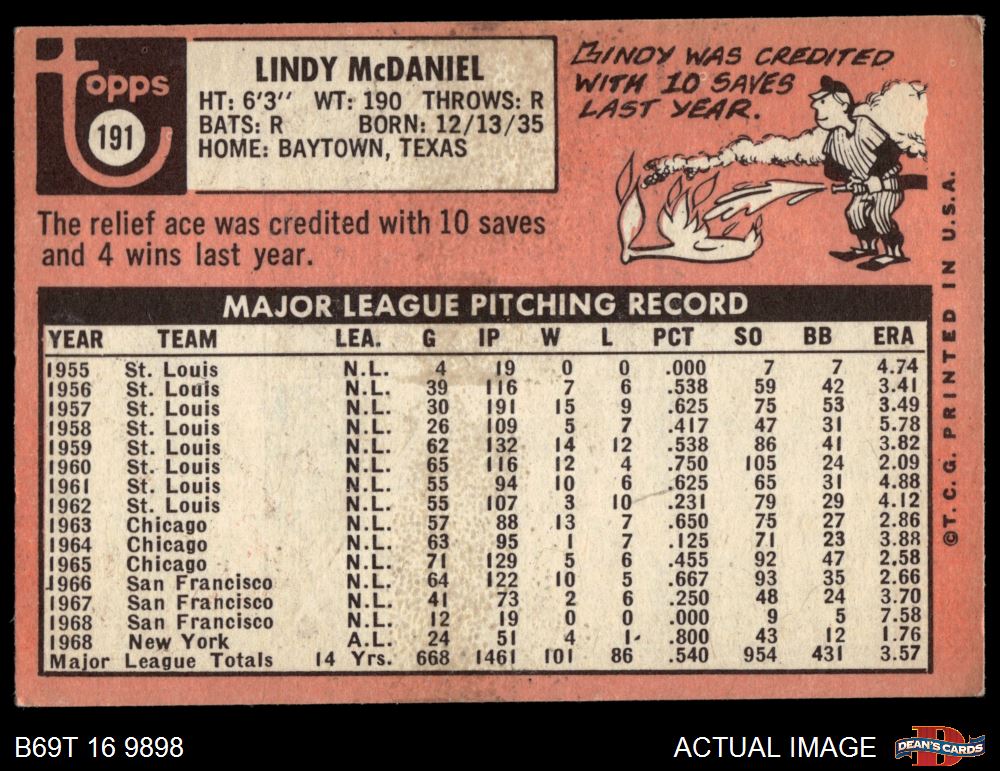 Topps
191
LINDY McDANIEL
HT: 6'3'' WT: 190 THROWS: R
BATS: R BORN: 12/13/35
HOME: BAYTOWN, TEXAS
LINDY WAS CREDITED
WITH 10 SAVES
LAST YEAR.
The relief ace was credited with 10 saves
and 4 wins last year.
MAJOR LEAGUE PITCHING RECORD
YEAR TEAM LEA. G IP W L PCT SO BB ERA
1955 St. Louis N.L. 4 19 0 0 .000 7 7 4.74
1956 St. Louis N.L. 39 116 7 6 .538 59 42 3.41
1957 St. Louis N.L. 30 191 15 9 .625 75 53 3.49
1958 St. Louis N.L. 26 109 5 7 .417 47 31 5.78
1959 St. Louis N.L. 62 132 14 12 .538 86 41 3.82
1960 St. Louis N.L. 65 116 12 4 .750 105 24 2.09
1961 St. Louis N.L. 55 94 10 6 .625 65 31 4.88
1962 St. Louis N.L. 55 107 3 10 .231 79 29 4.12
1963 Chicago N.L. 57 88 13 7 .650 75 27 2.86
1964 Chicago N.L. 63 95 1 7 .125 71 23 3.88
1965 Chicago N.L. 71 129 5 6 .455 92 47 2.58
1966 San Francisco N.L. 64 122 10 5 .667 93 35 2.66
1967 San Francisco N.L. 41 73 2 6 .250 48 24 3.70
1968 San Francisco N.L. 12 19 0 0 .000 9 5 7.58
1968 New York A.L. 24 51 4 1 .800 43 12 1.76
Major League Totals 14 Yrs. 668 1461 101 86 .540 954 431 3.57
©T. C. G. PRINTED IN U.S.A.
B69T 16 9898
ACTUAL IMAGE
D
DEAN'S CARDS